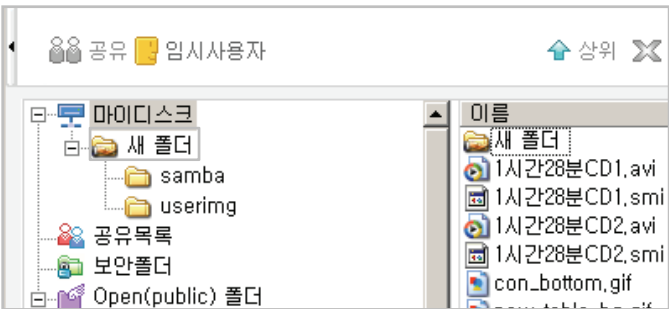 공유 임시사용자 상위
마이디스크
새 폴더
samba
userimg
공유목록
보안폴더
Open(public) 폴더
이름
새 폴더
1시간28분CD1.avi
1시간28분CD1.smi
1시간28분CD2.avi
1시간28분CD2.smi
con_bottom.gif